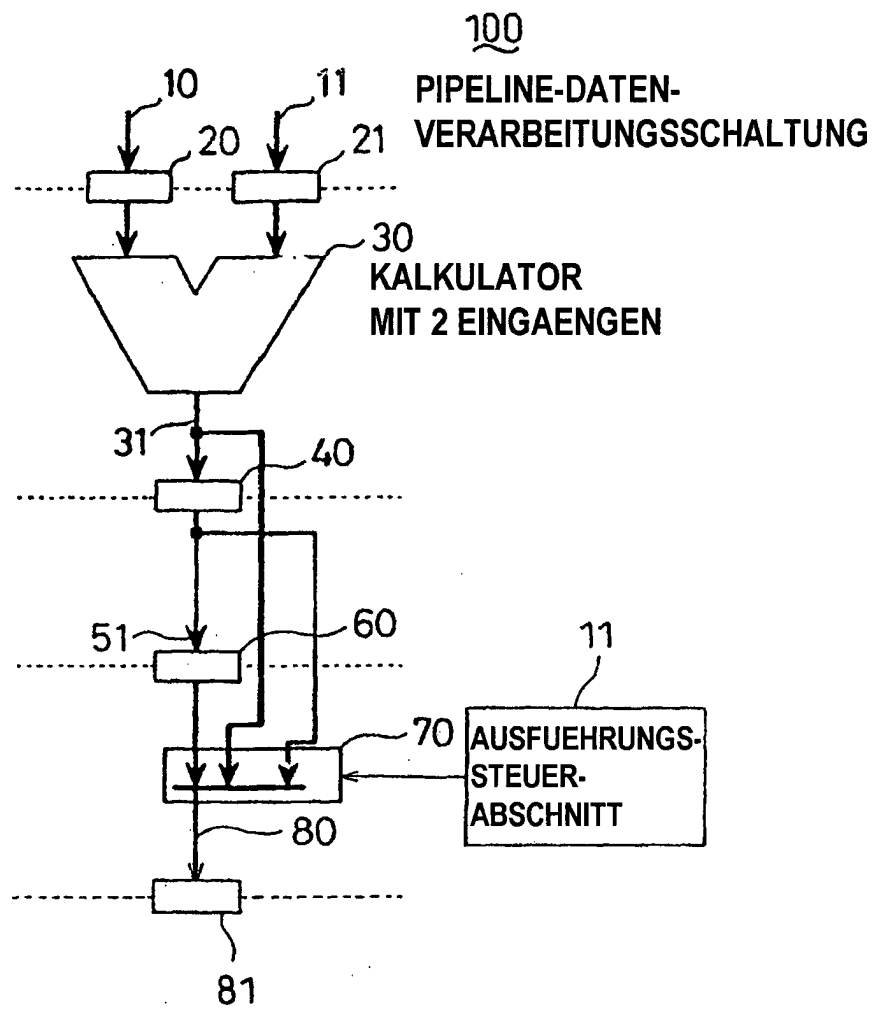 100
PIPELINE-DATEN-
VERARBEITUNGSSCHALTUNG
10
11
20
21
30
KALKULATOR
MIT 2 EINGAENGEN
31
40
51
60
11
70
AUSFUEHRUNGS-
STEUER-
ABSCHNITT
80
81